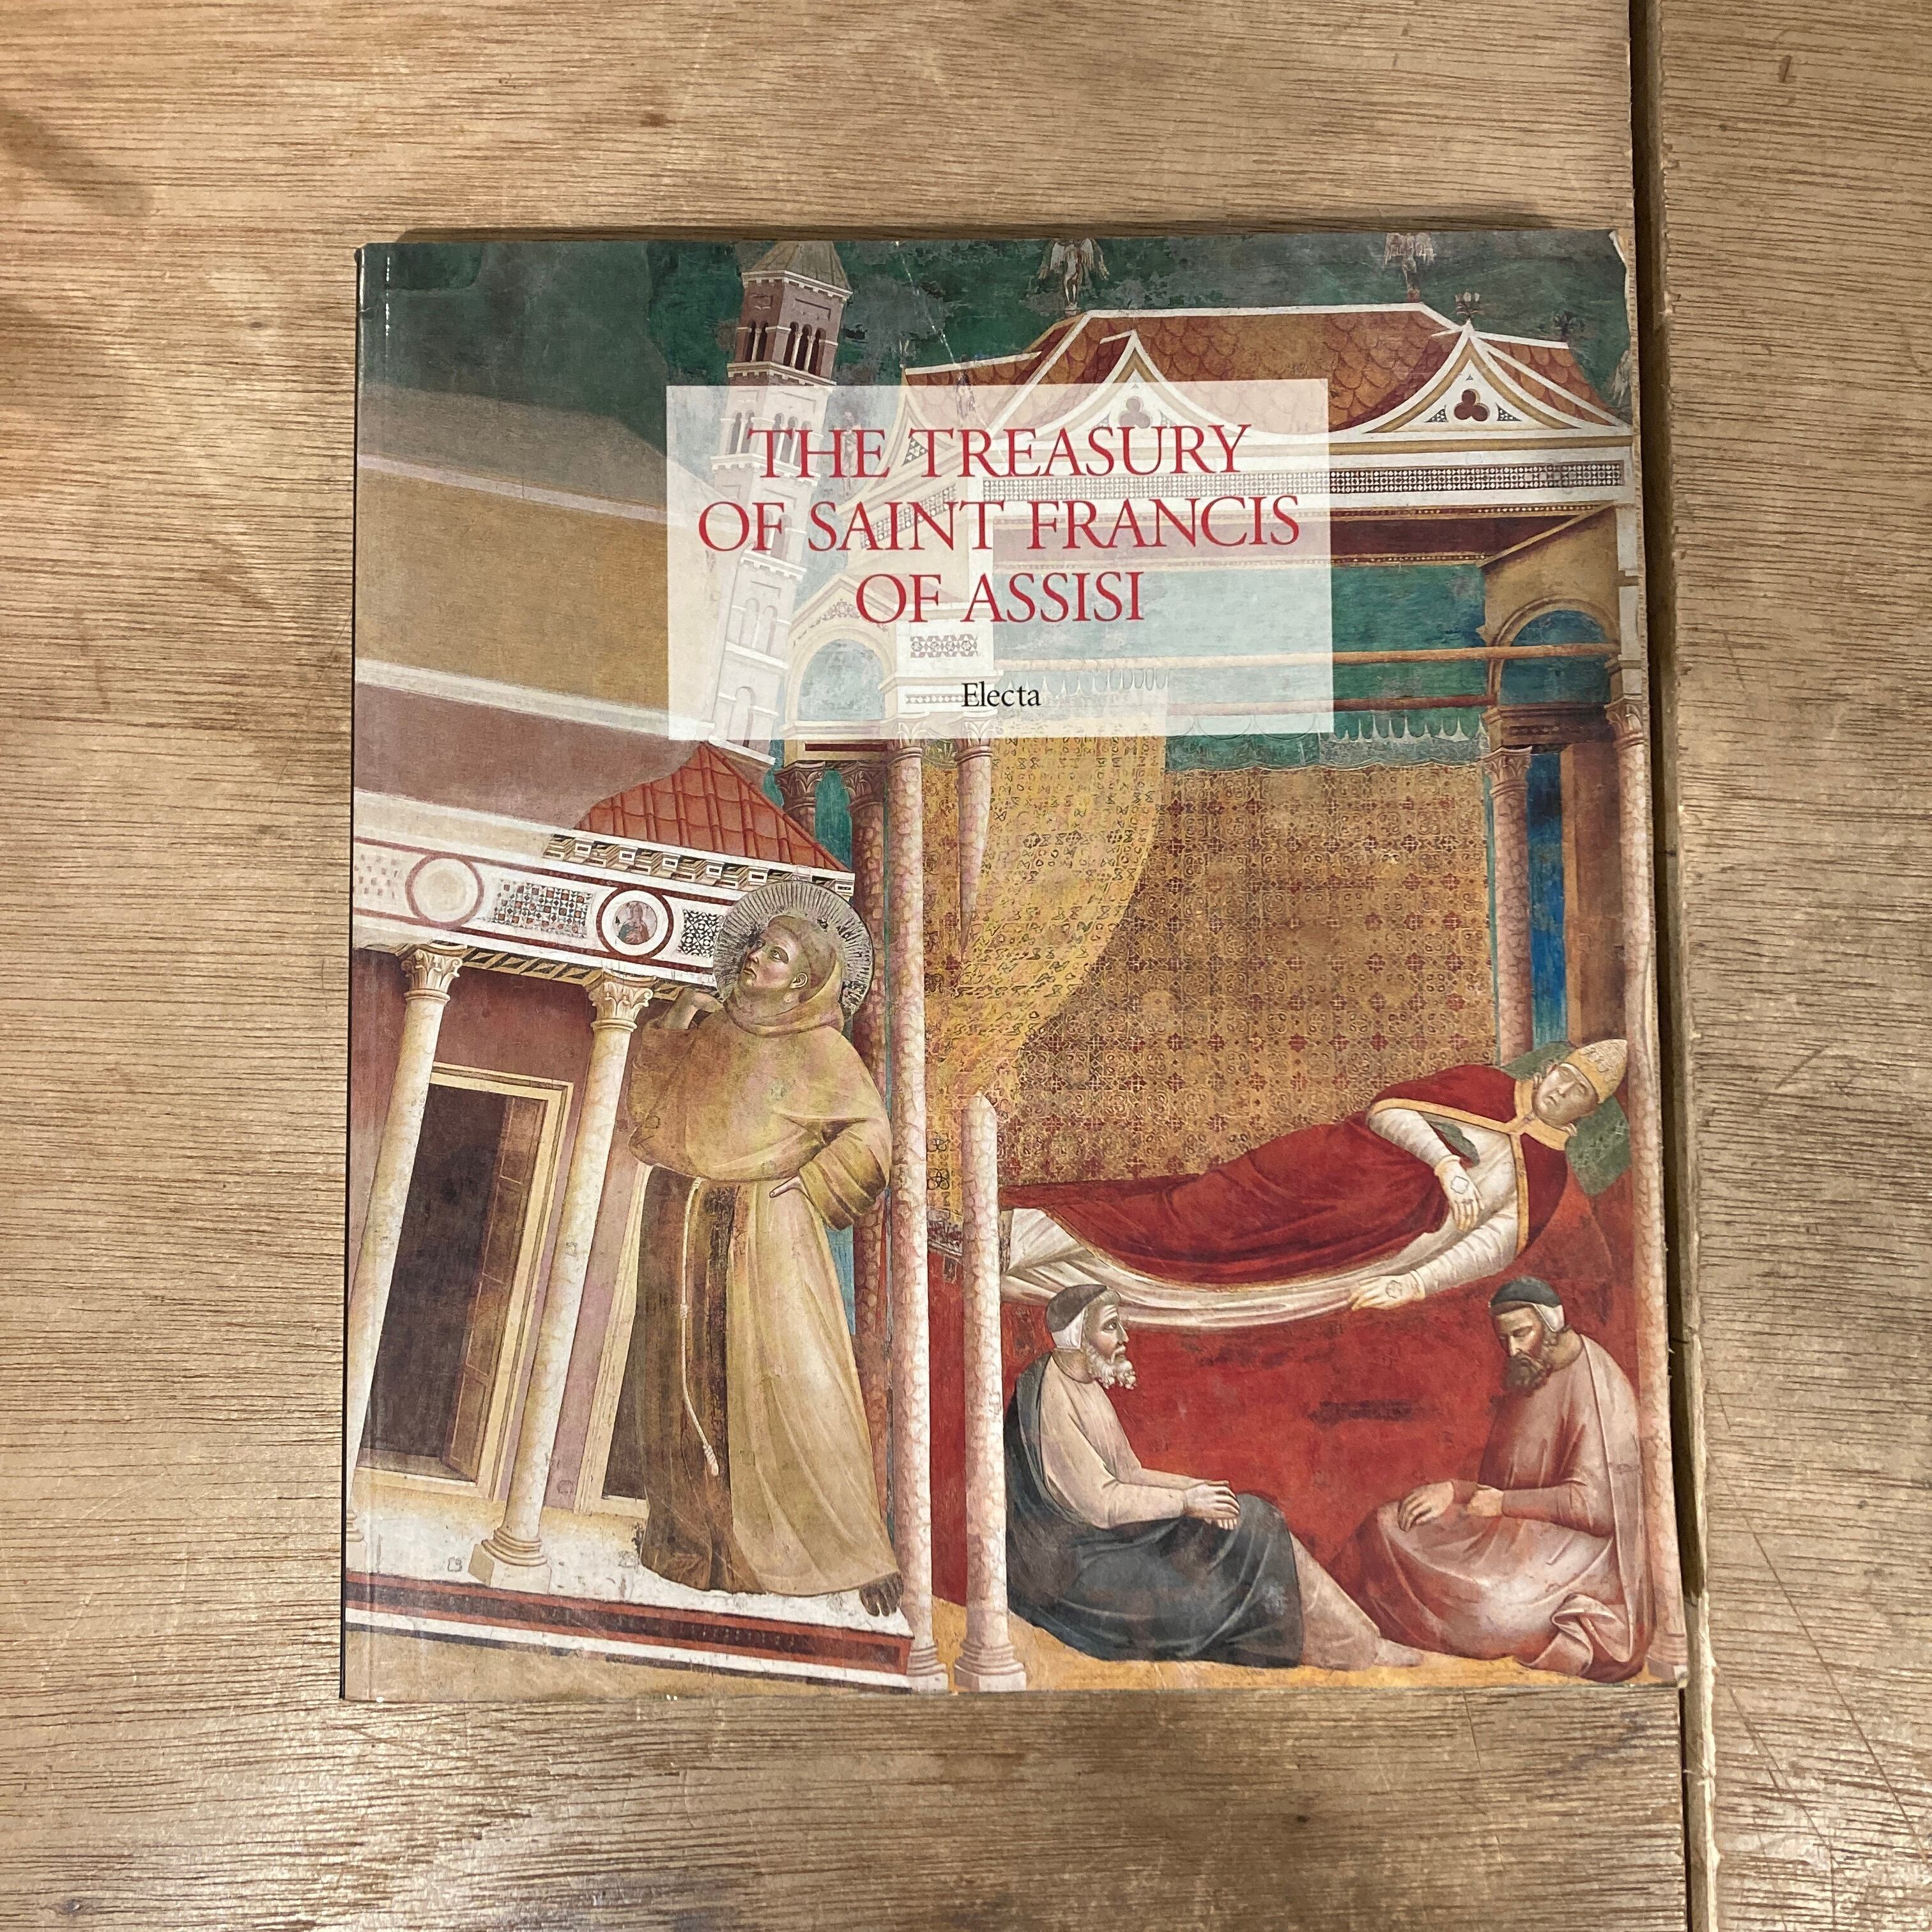 THE TREASURY
OF SAINT FRANCIS
OF ASSISI
Electa